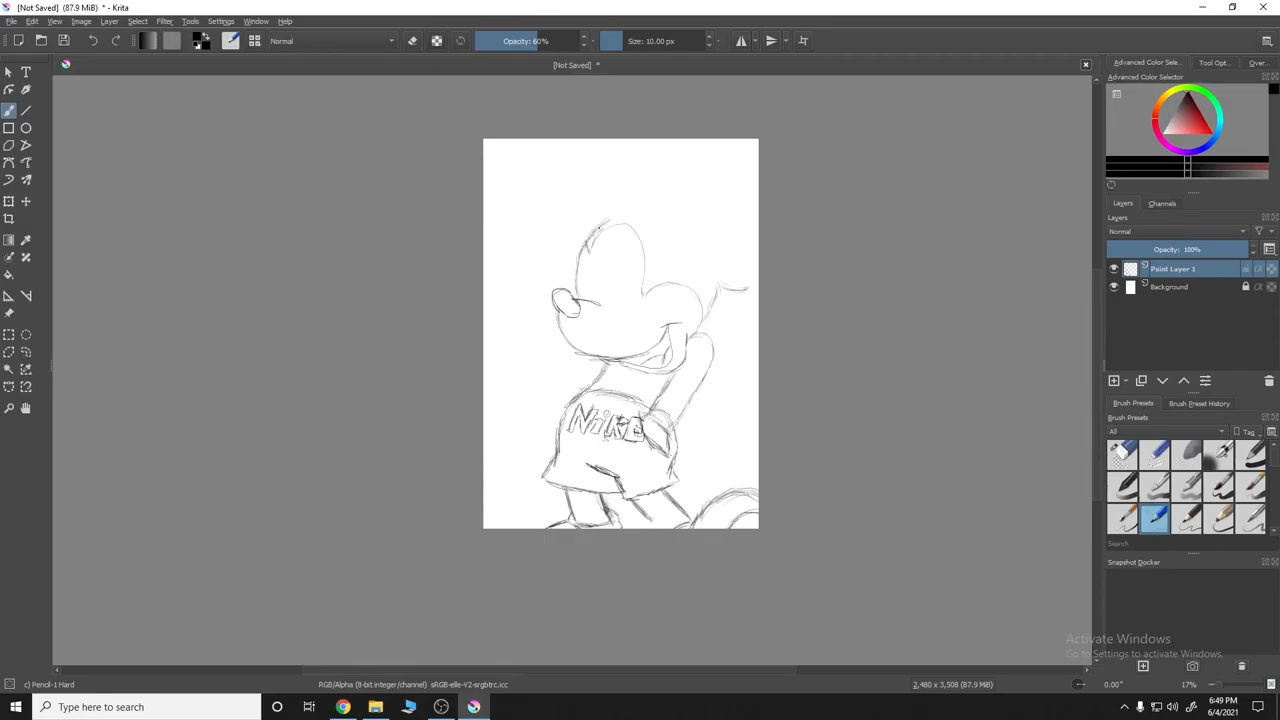 [Not Saved] (87.9 MiB) * - Krita
File Edit View Image Layer Select Filter Tools Settings Window Help
Normal Opacity: 60% Size: 10.00 px
[Not Saved] *
Advanced Color Sele... Tool Opt... Over...
Advanced Color Selector
Layers Channels
Layers
Normal
Opacity: 100%
Paint Layer 1
Background
Brush Presets Brush Preset History
Brush Presets
All Tag
Search
Snapshot Docker
NiKE
Activate Windows
Go to Settings to activate Windows.
c) Pencil-1 Hard
RGB/Alpha (8-bit integer/channel) sRGB-elle-V2-srgbtrc.icc
2,480 x 3,508 (87.9 MiB)
0.00°
17%
Type here to search
6:49 PM
6/4/2021